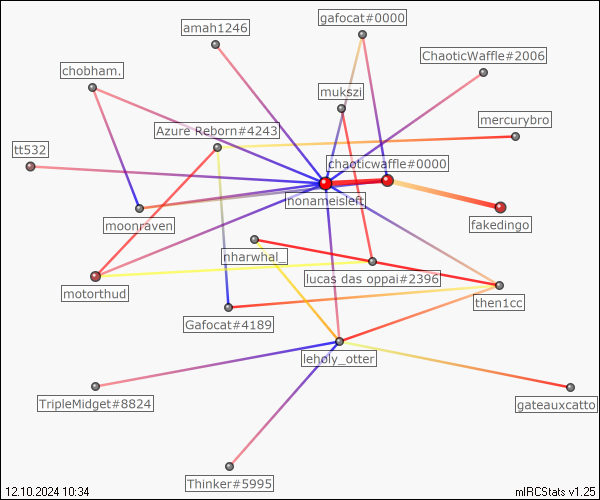 gafocat#0000
amah1246
ChaoticWaffle#2006
chobham.
mukszi
mercurybro
Azure Reborn#4243
tt532
chaoticwaffle#0000
nonameisleft
moonraven
fakedingo
nharwhal_
lucas das oppai#2396
motorthud
then1cc
Gafocat#4189
leholy_otter
TripleMidget#8824
gateauxcatto
Thinker#5995
12.10.2024 10:34
mIRCStats v1.25